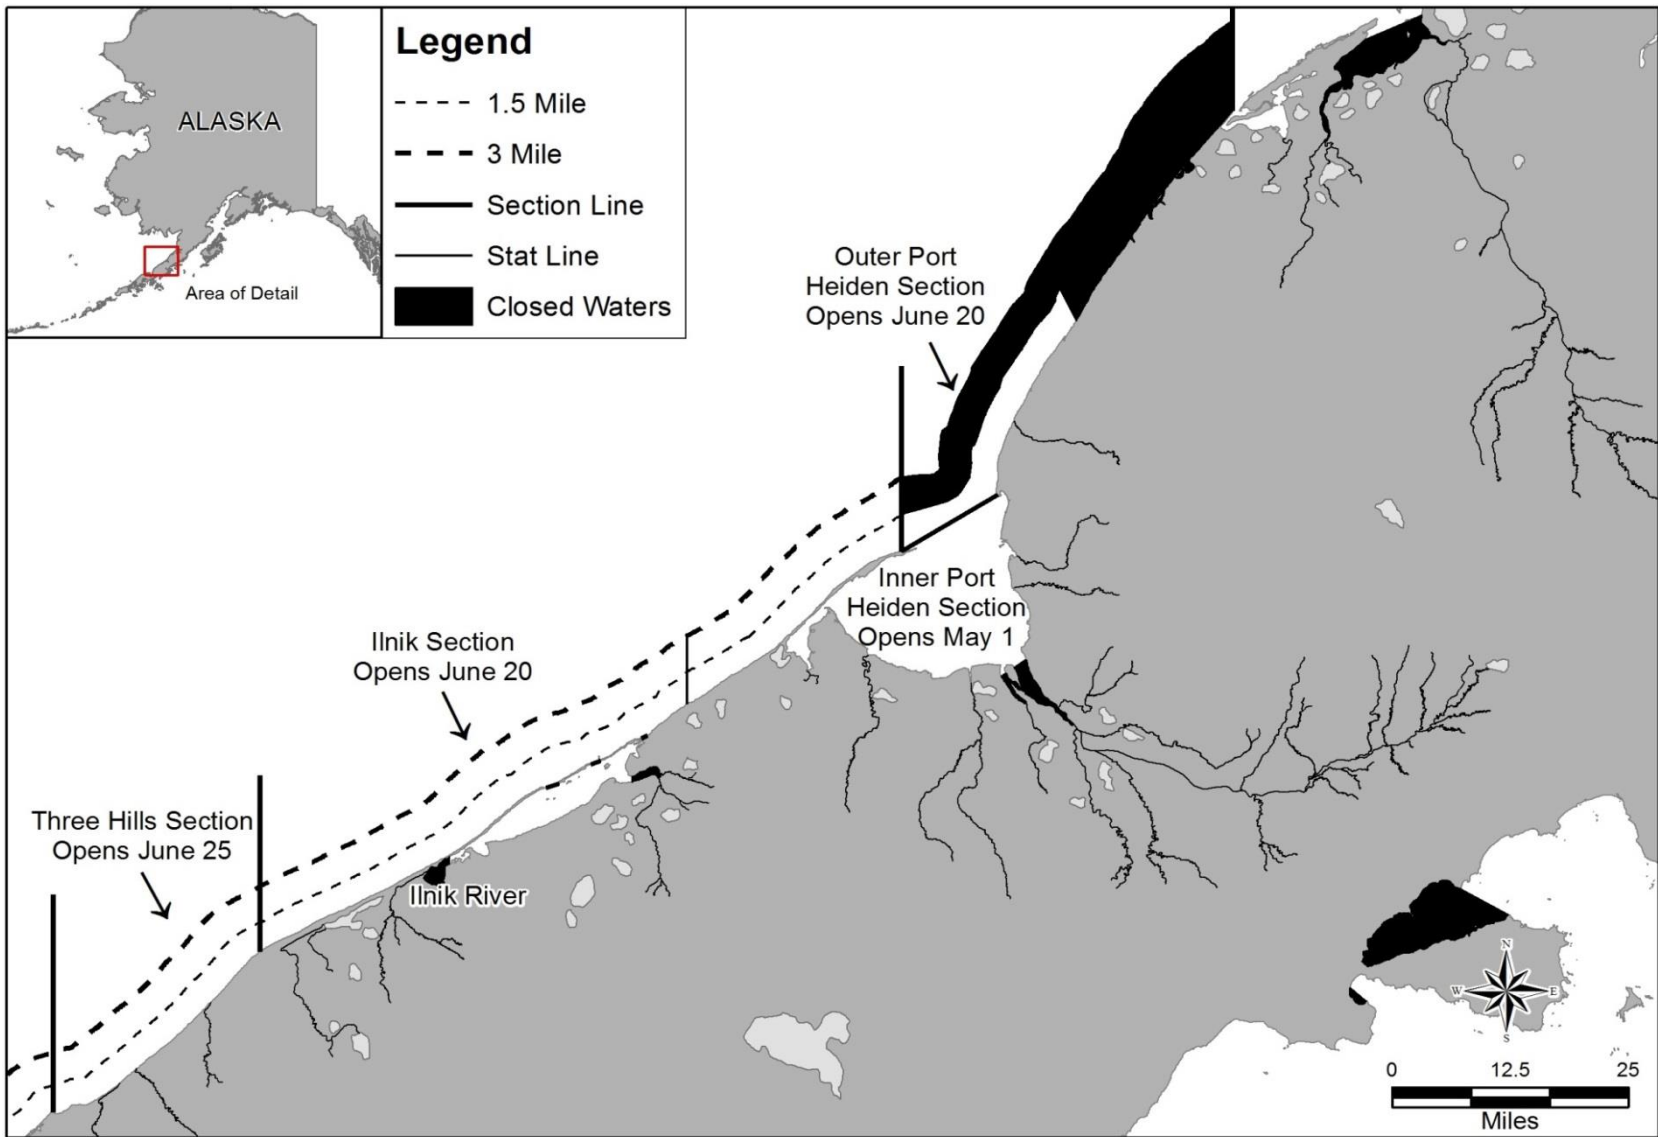 ALASKA
Area of Detail
Legend
1.5 Mile
3 Mile
Section Line
Stat Line
Closed Waters
Outer Port
Heiden Section
Opens June 20
Inner Port
Heiden Section
Opens May 1
Ilnik Section
Opens June 20
Three Hills Section
Opens June 25
Ilnik River
N
W
E
S
0 12.5 25
Miles